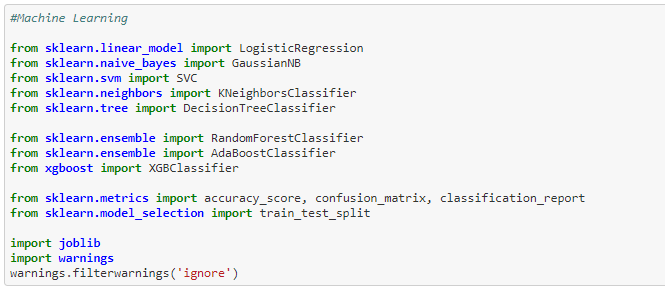 #Machine Learning
from sklearn.linear_model import LogisticRegression
from sklearn.naive_bayes import GaussianNB
from sklearn.svm import SVC
from sklearn.neighbors import KNeighborsClassifier
from sklearn.tree import DecisionTreeClassifier
from sklearn.ensemble import RandomForestClassifier
from sklearn.ensemble import AdaBoostClassifier
from xgboost import XGBClassifier
from sklearn.metrics import accuracy_score, confusion_matrix, classification_report
from sklearn.model_selection import train_test_split
import joblib
import warnings
warnings.filterwarnings('ignore')